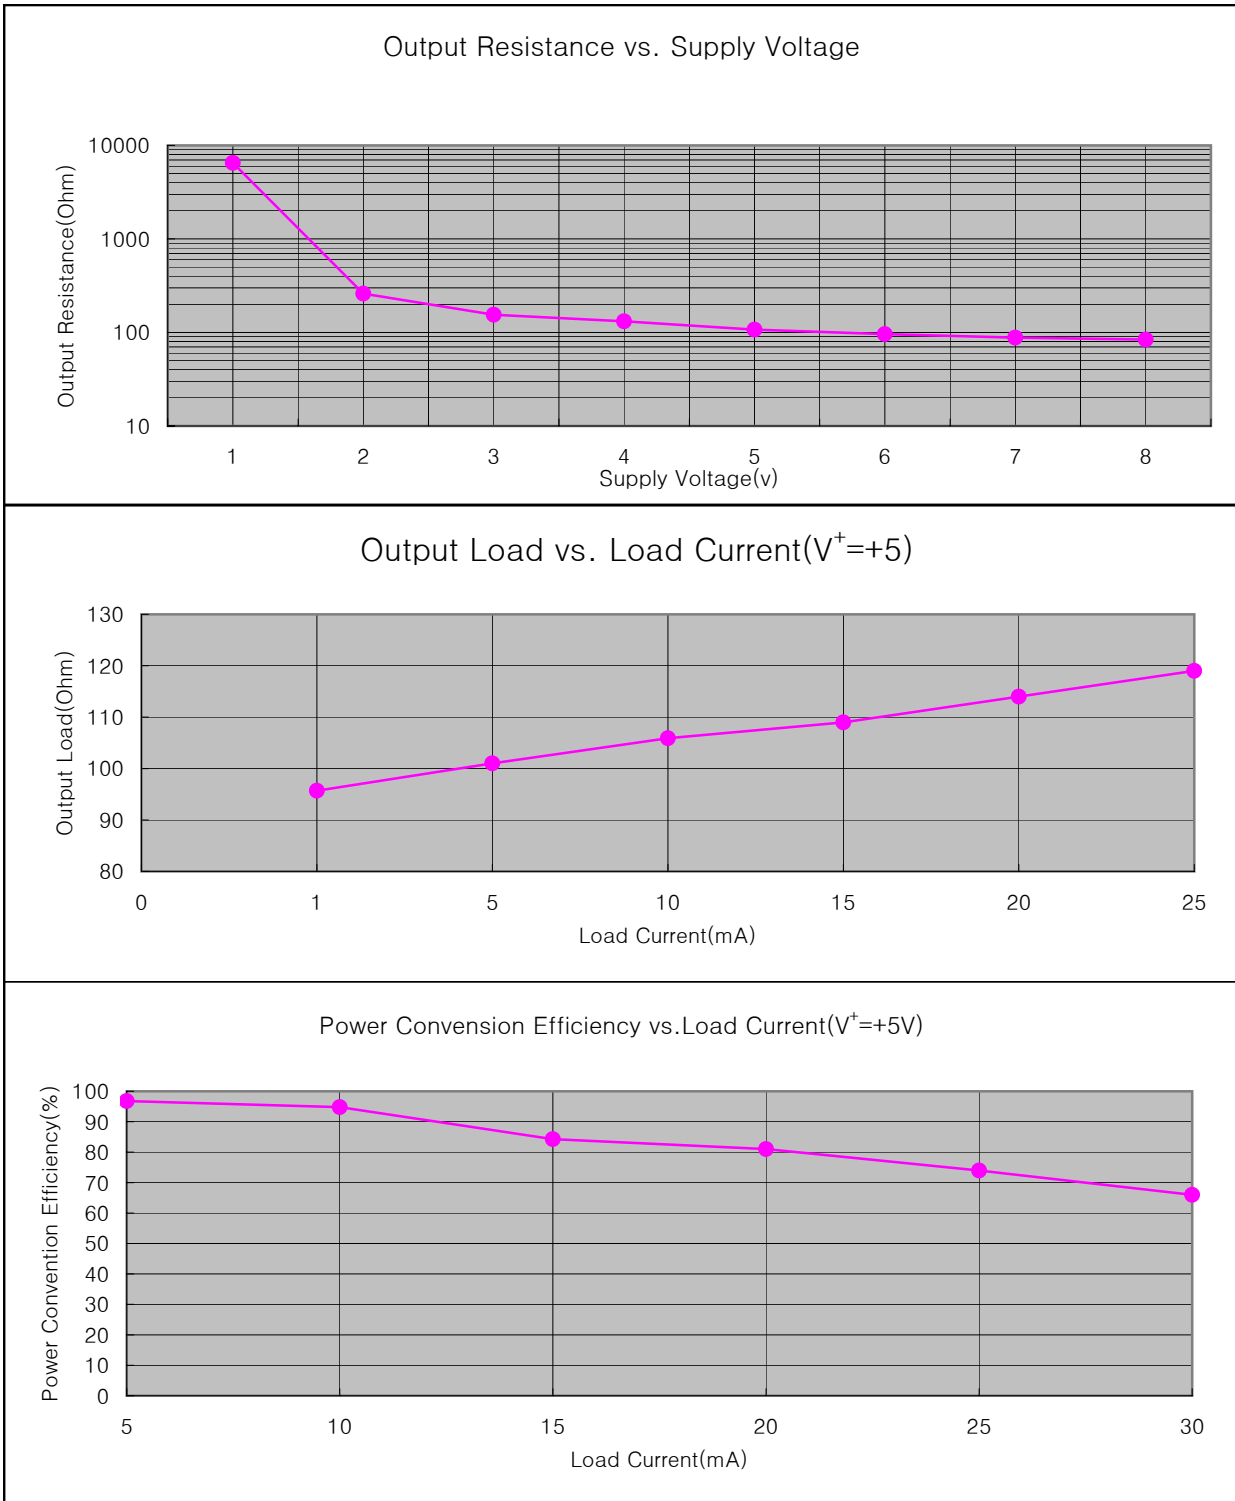 Output Resistance vs. Supply Voltage
Output Resistance(Ohm)
10000
1000
100
10
1 2 3 4 5 6 7 8
Supply Voltage(v)
Output Load vs. Load Current(V⁺=+5)
Output Load(Ohm)
130
120
110
100
90
80
0 1 5 10 15 20 25
Load Current(mA)
Power Convension Efficiency vs.Load Current(V⁺=+5V)
Power Convention Efficiency(%)
100
90
80
70
60
50
40
30
20
10
0
5 10 15 20 25 30
Load Current(mA)